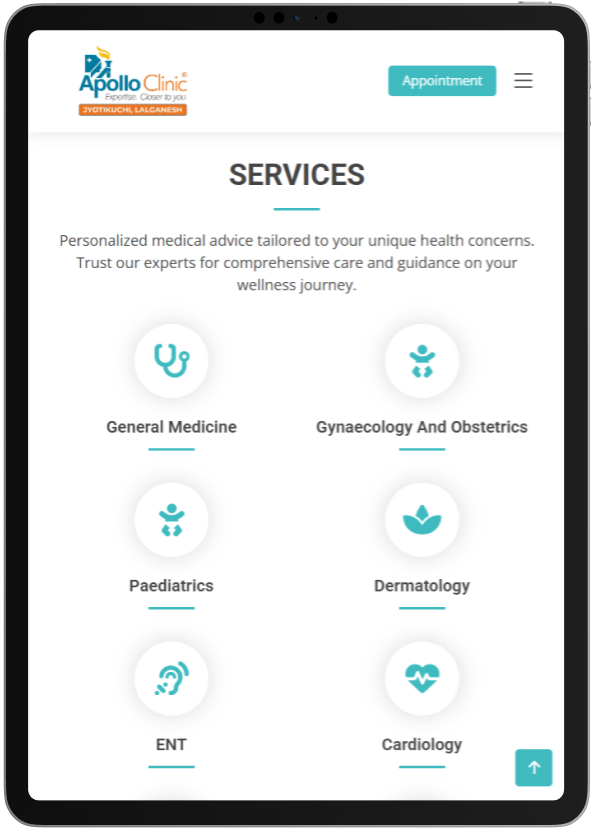 Apollo Clinic
Expertise. Closer to you.
JYOTIKUCHI, LALGANESH
Appointment
SERVICES
Personalized medical advice tailored to your unique health concerns.
Trust our experts for comprehensive care and guidance on your
wellness journey.
General Medicine
Gynaecology And Obstetrics
Paediatrics
Dermatology
ENT
Cardiology